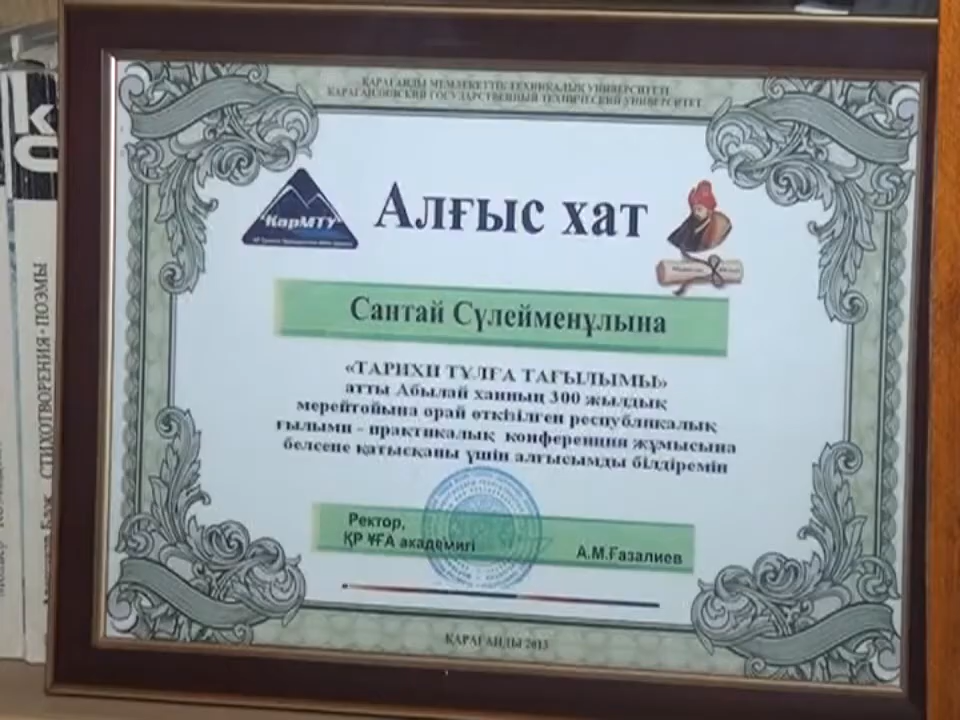 ҚАРАҒАНДЫ МЕМЛЕКЕТТІК ТЕХНИКАЛЫҚ УНИВЕРСИТЕТІ
КАРАГАНДИНСКИЙ ГОСУДАРСТВЕННЫЙ ТЕХНИЧЕСКИЙ УНИВЕРСИТЕТ
КарМТУ
Алғыс хат
Сантай Сүлейменұлына
«ТАРИХИ ТҰЛҒА ТАҒЫЛЫМЫ»
атты Абылай ханның 300 жылдық
мерейтойына орай өткізілген республикалық
ғылыми - практикалық конференция жұмысына
белсене қатысқаны үшін алғысымды білдіремін
Ректор,
ҚР ҰҒА академигі
А.М.Ғазалиев
ҚАРАҒАНДЫ 2013
СТИХОТВОРЕНИЯ · ПОЭМЫ